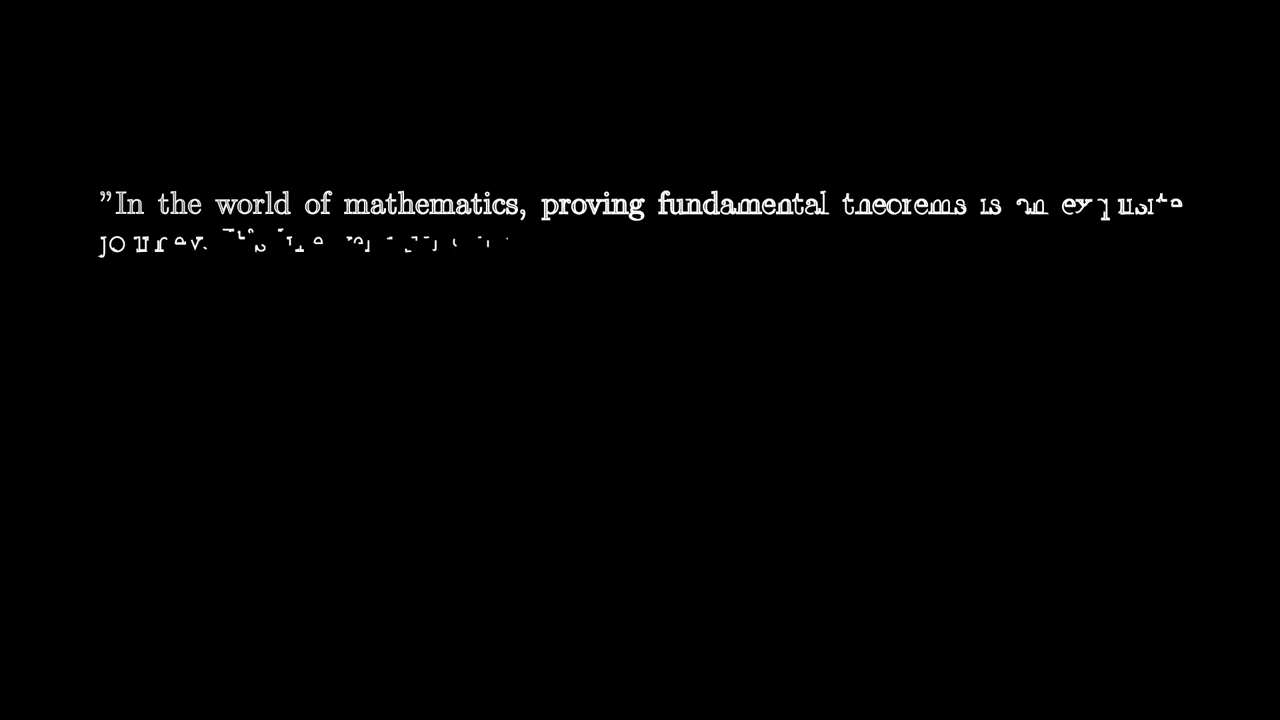 ”In the world of mathematics, proving fundamental theorems is an exquisite
journey.